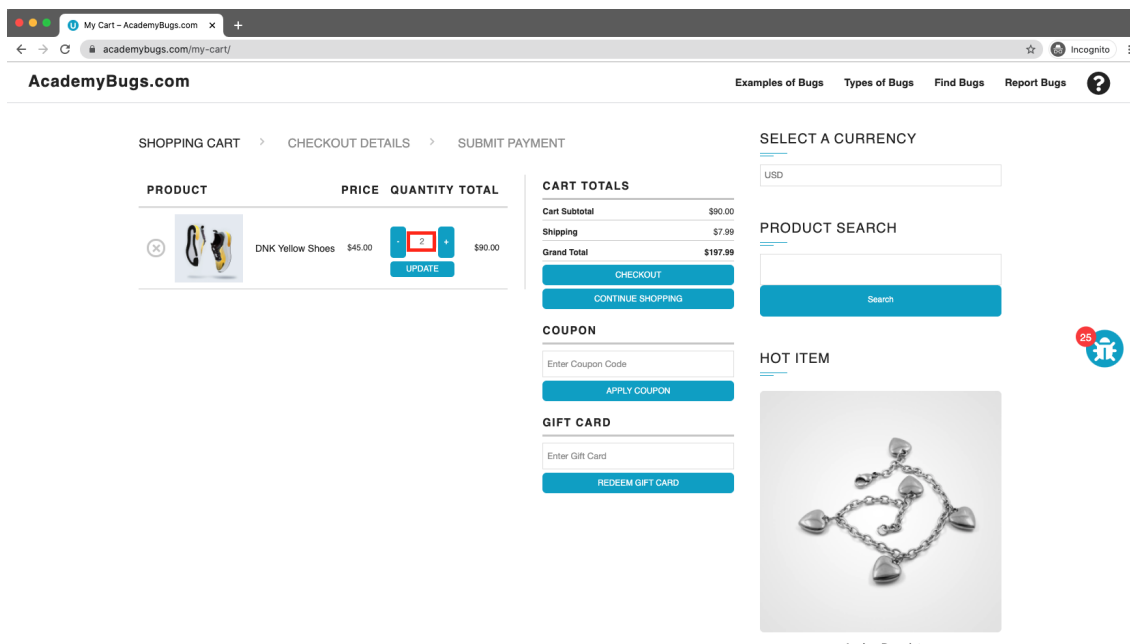 My Cart – AcademyBugs.com
academybugs.com/my-cart/
Incognito
AcademyBugs.com
Examples of Bugs
Types of Bugs
Find Bugs
Report Bugs
?
SHOPPING CART
CHECKOUT DETAILS
SUBMIT PAYMENT
PRODUCT PRICE QUANTITY TOTAL
DNK Yellow Shoes $45.00 - 2 + $90.00
UPDATE
CART TOTALS
Cart Subtotal $90.00
Shipping $7.99
Grand Total $197.99
CHECKOUT
CONTINUE SHOPPING
COUPON
Enter Coupon Code
APPLY COUPON
GIFT CARD
Enter Gift Card
REDEEM GIFT CARD
SELECT A CURRENCY
USD
PRODUCT SEARCH
Search
25
HOT ITEM